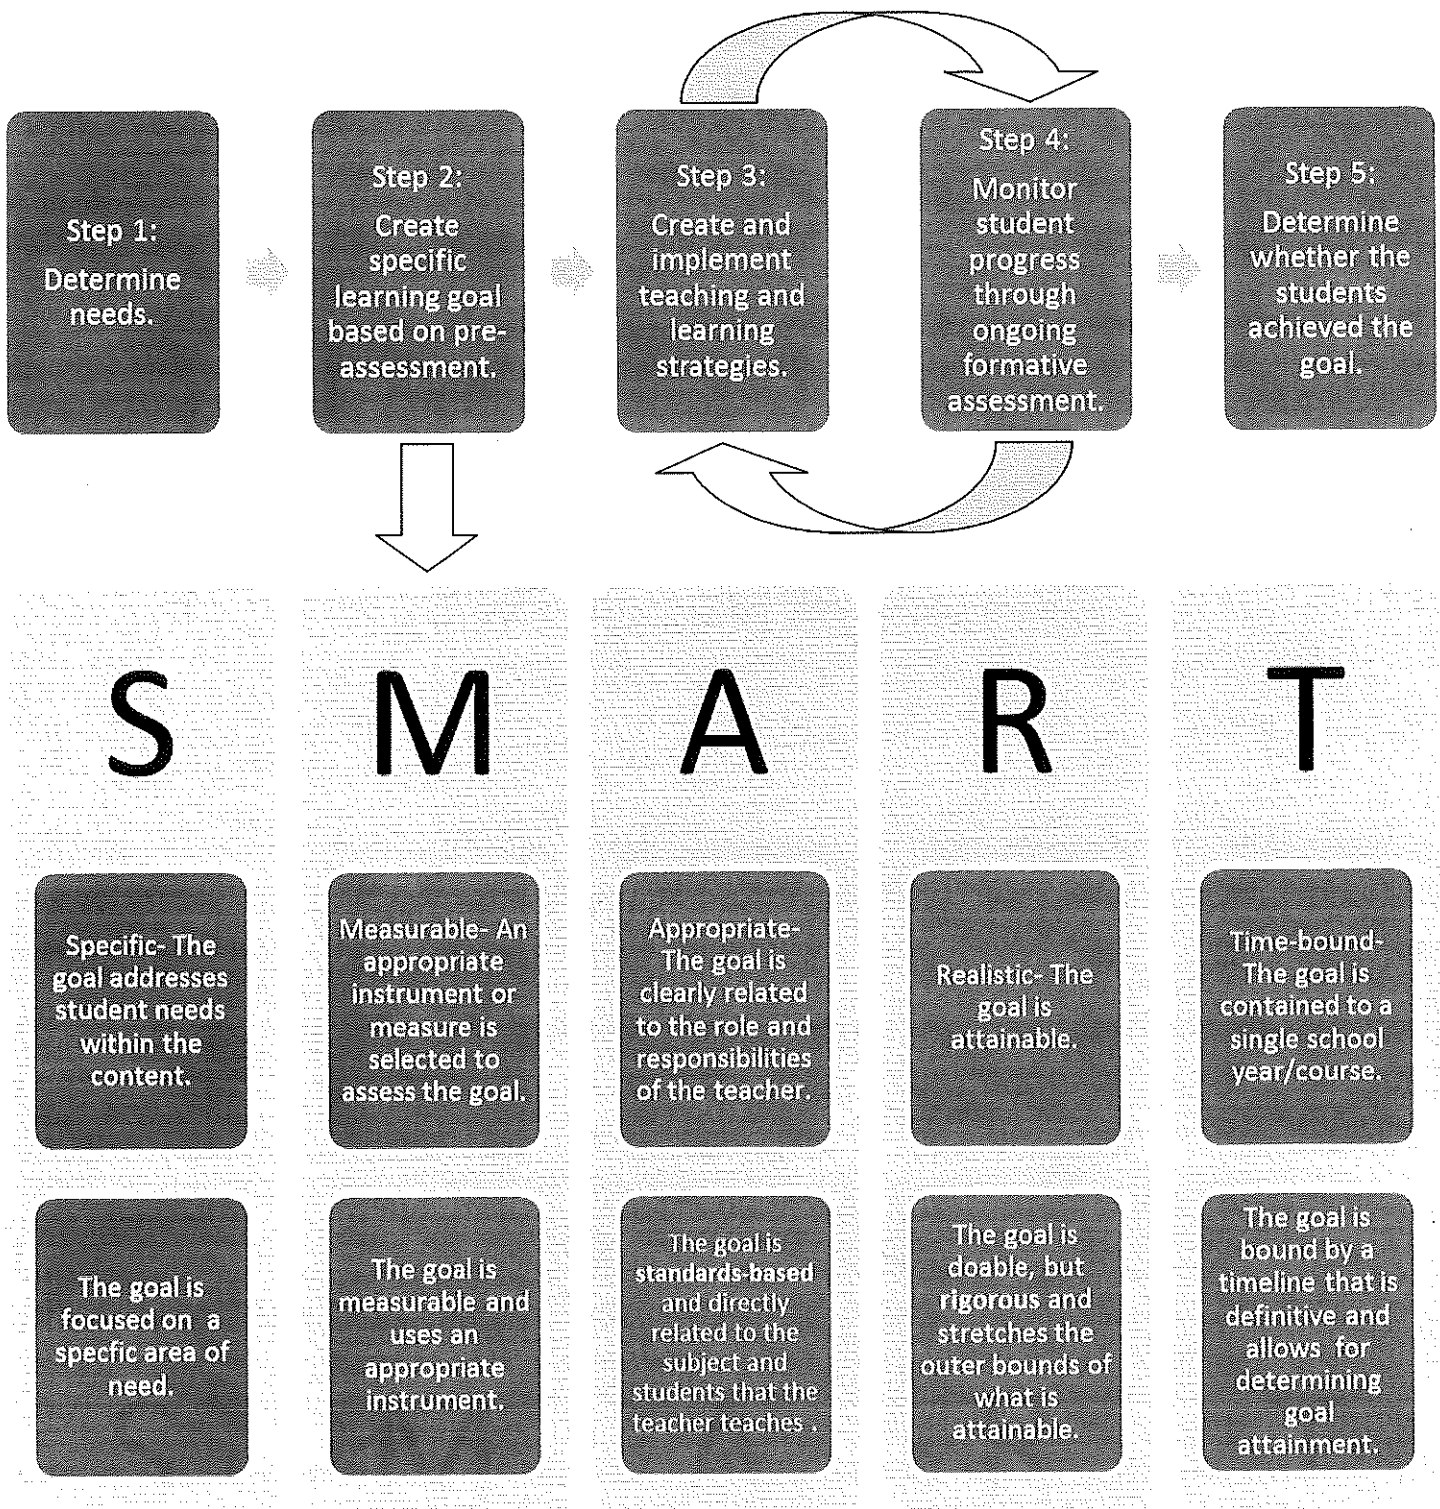 Step 1:
Determine
needs.
Step 2:
Create
specific
learning goal
based on pre-
assessment.
Step 3:
Create and
implement
teaching and
learning
strategies.
Step 4:
Monitor
student
progress
through
ongoing
formative
assessment.
Step 5:
Determine
whether the
students
achieved the
goal.
S
M
A
R
T
Specific- The
goal addresses
student needs
within the
content.
Measurable- An
appropriate
instrument or
measure is
selected to
assess the goal.
Appropriate-
The goal is
clearly related
to the role and
responsibilities
of the teacher.
Realistic- The
goal is
attainable.
Time-bound-
The goal is
contained to a
single school
year/course.
The goal is
focused on a
specfic area of
need.
The goal is
measurable and
uses an
appropriate
instrument.
The goal is
standards-based
and directly
related to the
subject and
students that the
teacher teaches .
The goal is
doable, but
rigorous and
stretches the
outer bounds of
what is
attainable.
The goal is
bound by a
timeline that is
definitive and
allows for
determining
goal
attainment.